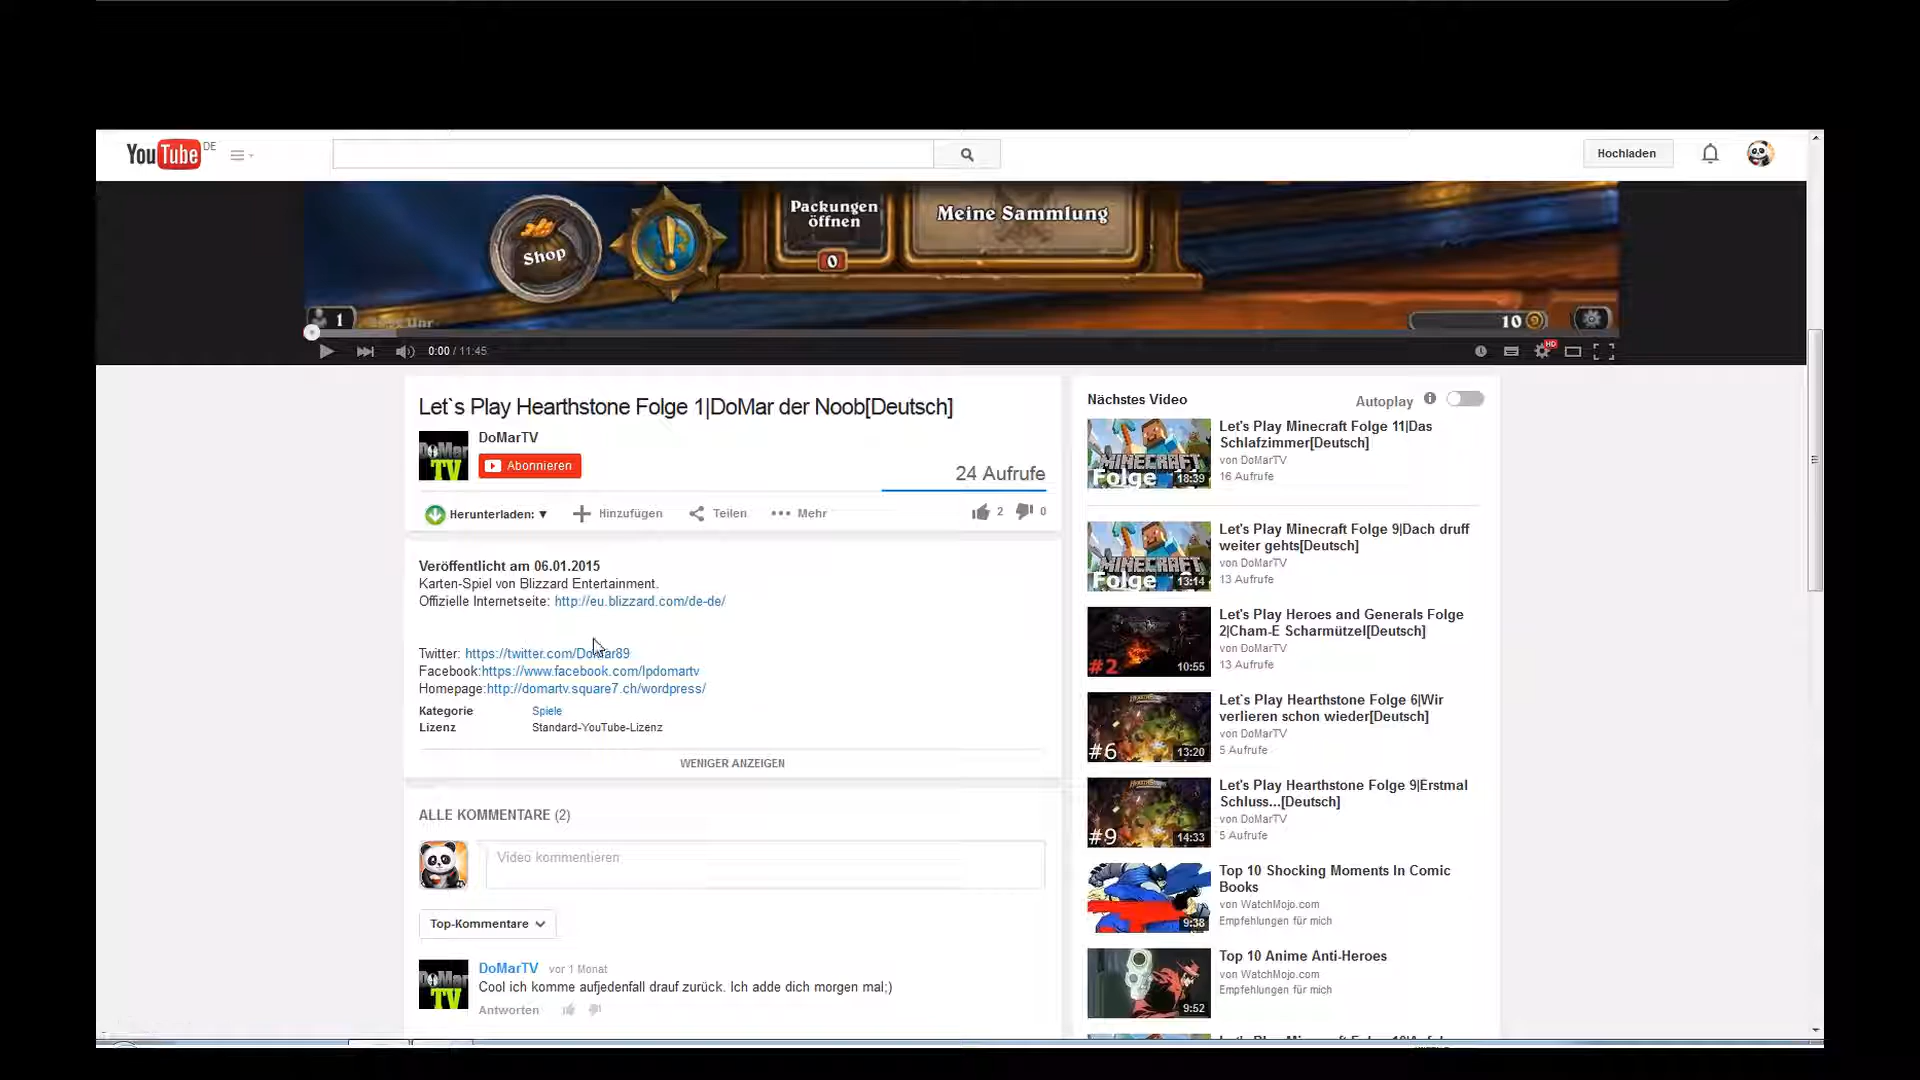 YouTube DE
Hochladen
Packungen
öffnen
Meine Sammlung
Shop
0
1
10
0:00 / 11:45
HD
Let`s Play Hearthstone Folge 1|DoMar der Noob[Deutsch]
DoMar
TV
DoMarTV
Abonnieren
24 Aufrufe
Herunterladen: ▼
Hinzufügen
Teilen
Mehr
2
0
Veröffentlicht am 06.01.2015
Karten-Spiel von Blizzard Entertainment.
Offizielle Internetseite: http://eu.blizzard.com/de-de/
Twitter: https://twitter.com/DoMar89
Facebook:https://www.facebook.com/lpdomartv
Homepage:http://domartv.square7.ch/wordpress/
Kategorie Spiele
Lizenz Standard-YouTube-Lizenz
WENIGER ANZEIGEN
ALLE KOMMENTARE (2)
Video kommentieren
Top-Kommentare
DoMar
TV
DoMarTV vor 1 Monat
Cool ich komme aufjedenfall drauf zurück. Ich adde dich morgen mal;)
Antworten
Nächstes Video
Autoplay
MINECRAFT
Folge
18:39
Let's Play Minecraft Folge 11|Das
Schlafzimmer[Deutsch]
von DoMarTV
16 Aufrufe
MINECRAFT
Folge
13:14
Let's Play Minecraft Folge 9|Dach druff
weiter gehts[Deutsch]
von DoMarTV
13 Aufrufe
#2
10:55
Let's Play Heroes and Generals Folge
2|Cham-E Scharmützel[Deutsch]
von DoMarTV
13 Aufrufe
#6
13:20
Let`s Play Hearthstone Folge 6|Wir
verlieren schon wieder[Deutsch]
von DoMarTV
5 Aufrufe
#9
14:33
Let's Play Hearthstone Folge 9|Erstmal
Schluss...[Deutsch]
von DoMarTV
5 Aufrufe
9:38
Top 10 Shocking Moments In Comic
Books
von WatchMojo.com
Empfehlungen für mich
9:52
Top 10 Anime Anti-Heroes
von WatchMojo.com
Empfehlungen für mich